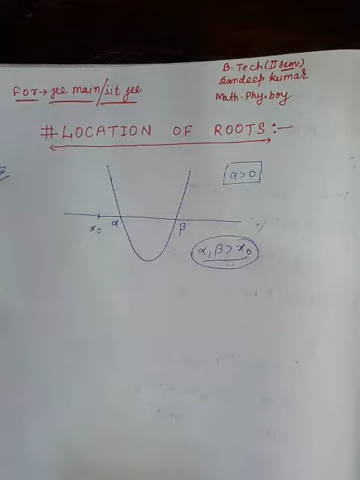 B.Tech(II sem)
Sandeep kumar
Math.Phy.boy
For→jee main/iit jee
#LOCATION OF ROOTS:—
a>0
x₀ α β
α, β > x₀